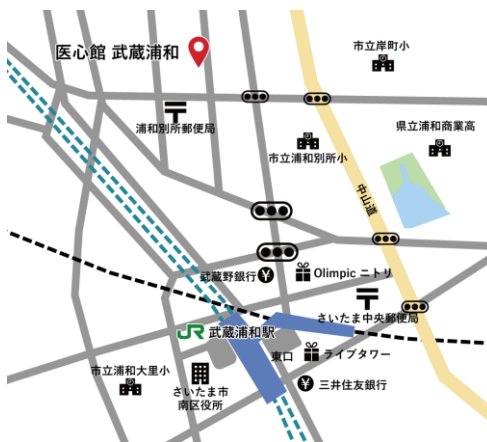 医心館 武蔵浦和
市立岸町小
浦和別所郵便局
県立浦和商業高
市立浦和別所小
中山道
武蔵野銀行
Olimpic ニトリ
さいたま中央郵便局
JR 武蔵浦和駅
東口
ライブタワー
市立浦和大里小
さいたま市
南区役所
三井住友銀行